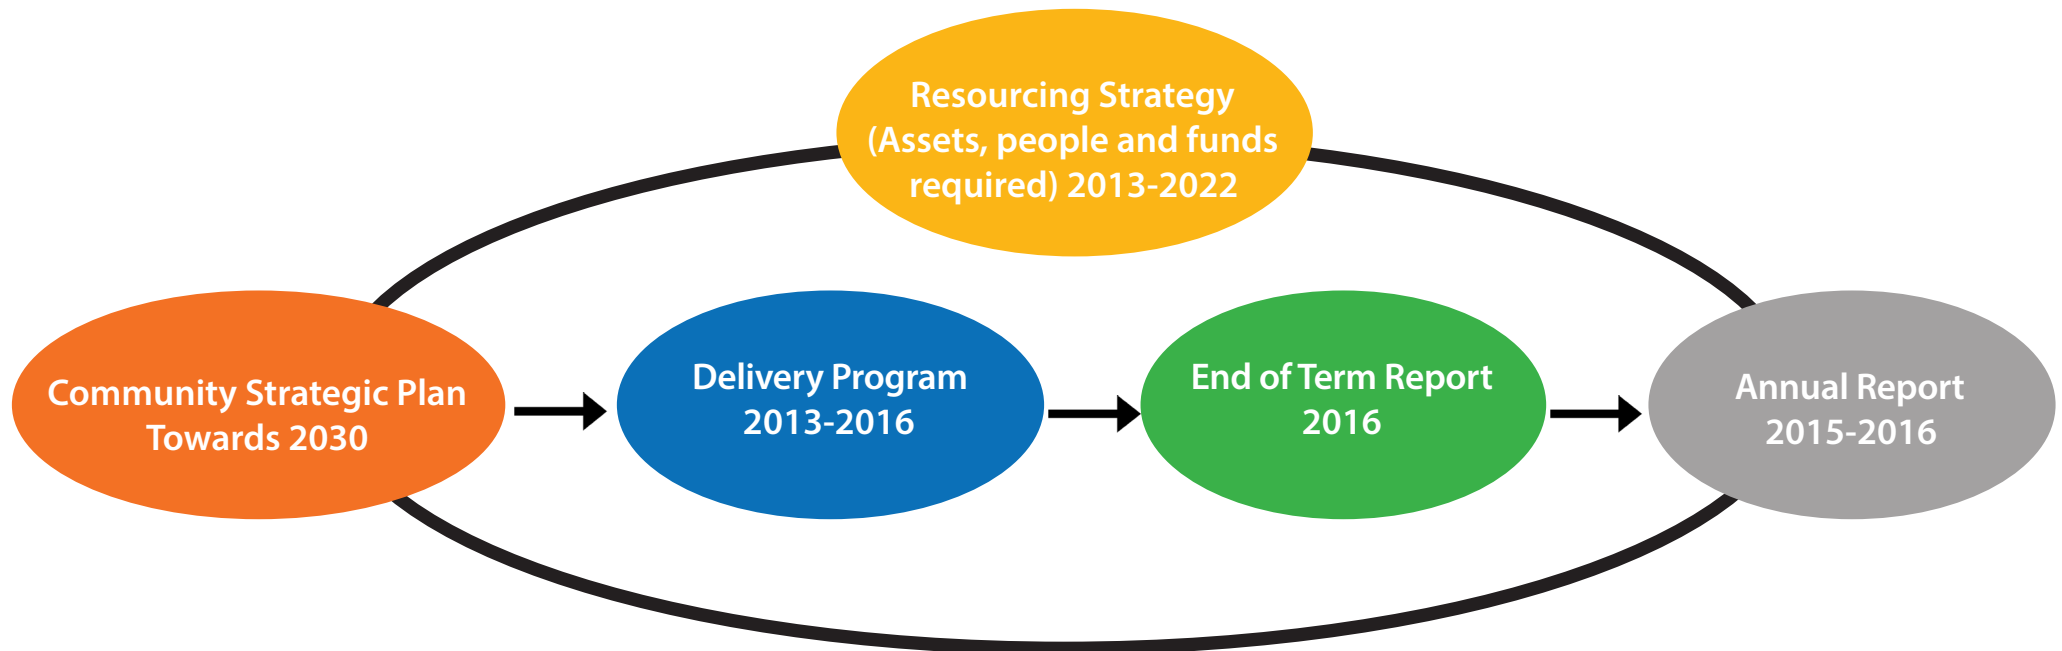 Resourcing Strategy
(Assets, people and funds
required) 2013-2022
Community Strategic Plan
Towards 2030
Delivery Program
2013-2016
End of Term Report
2016
Annual Report
2015-2016